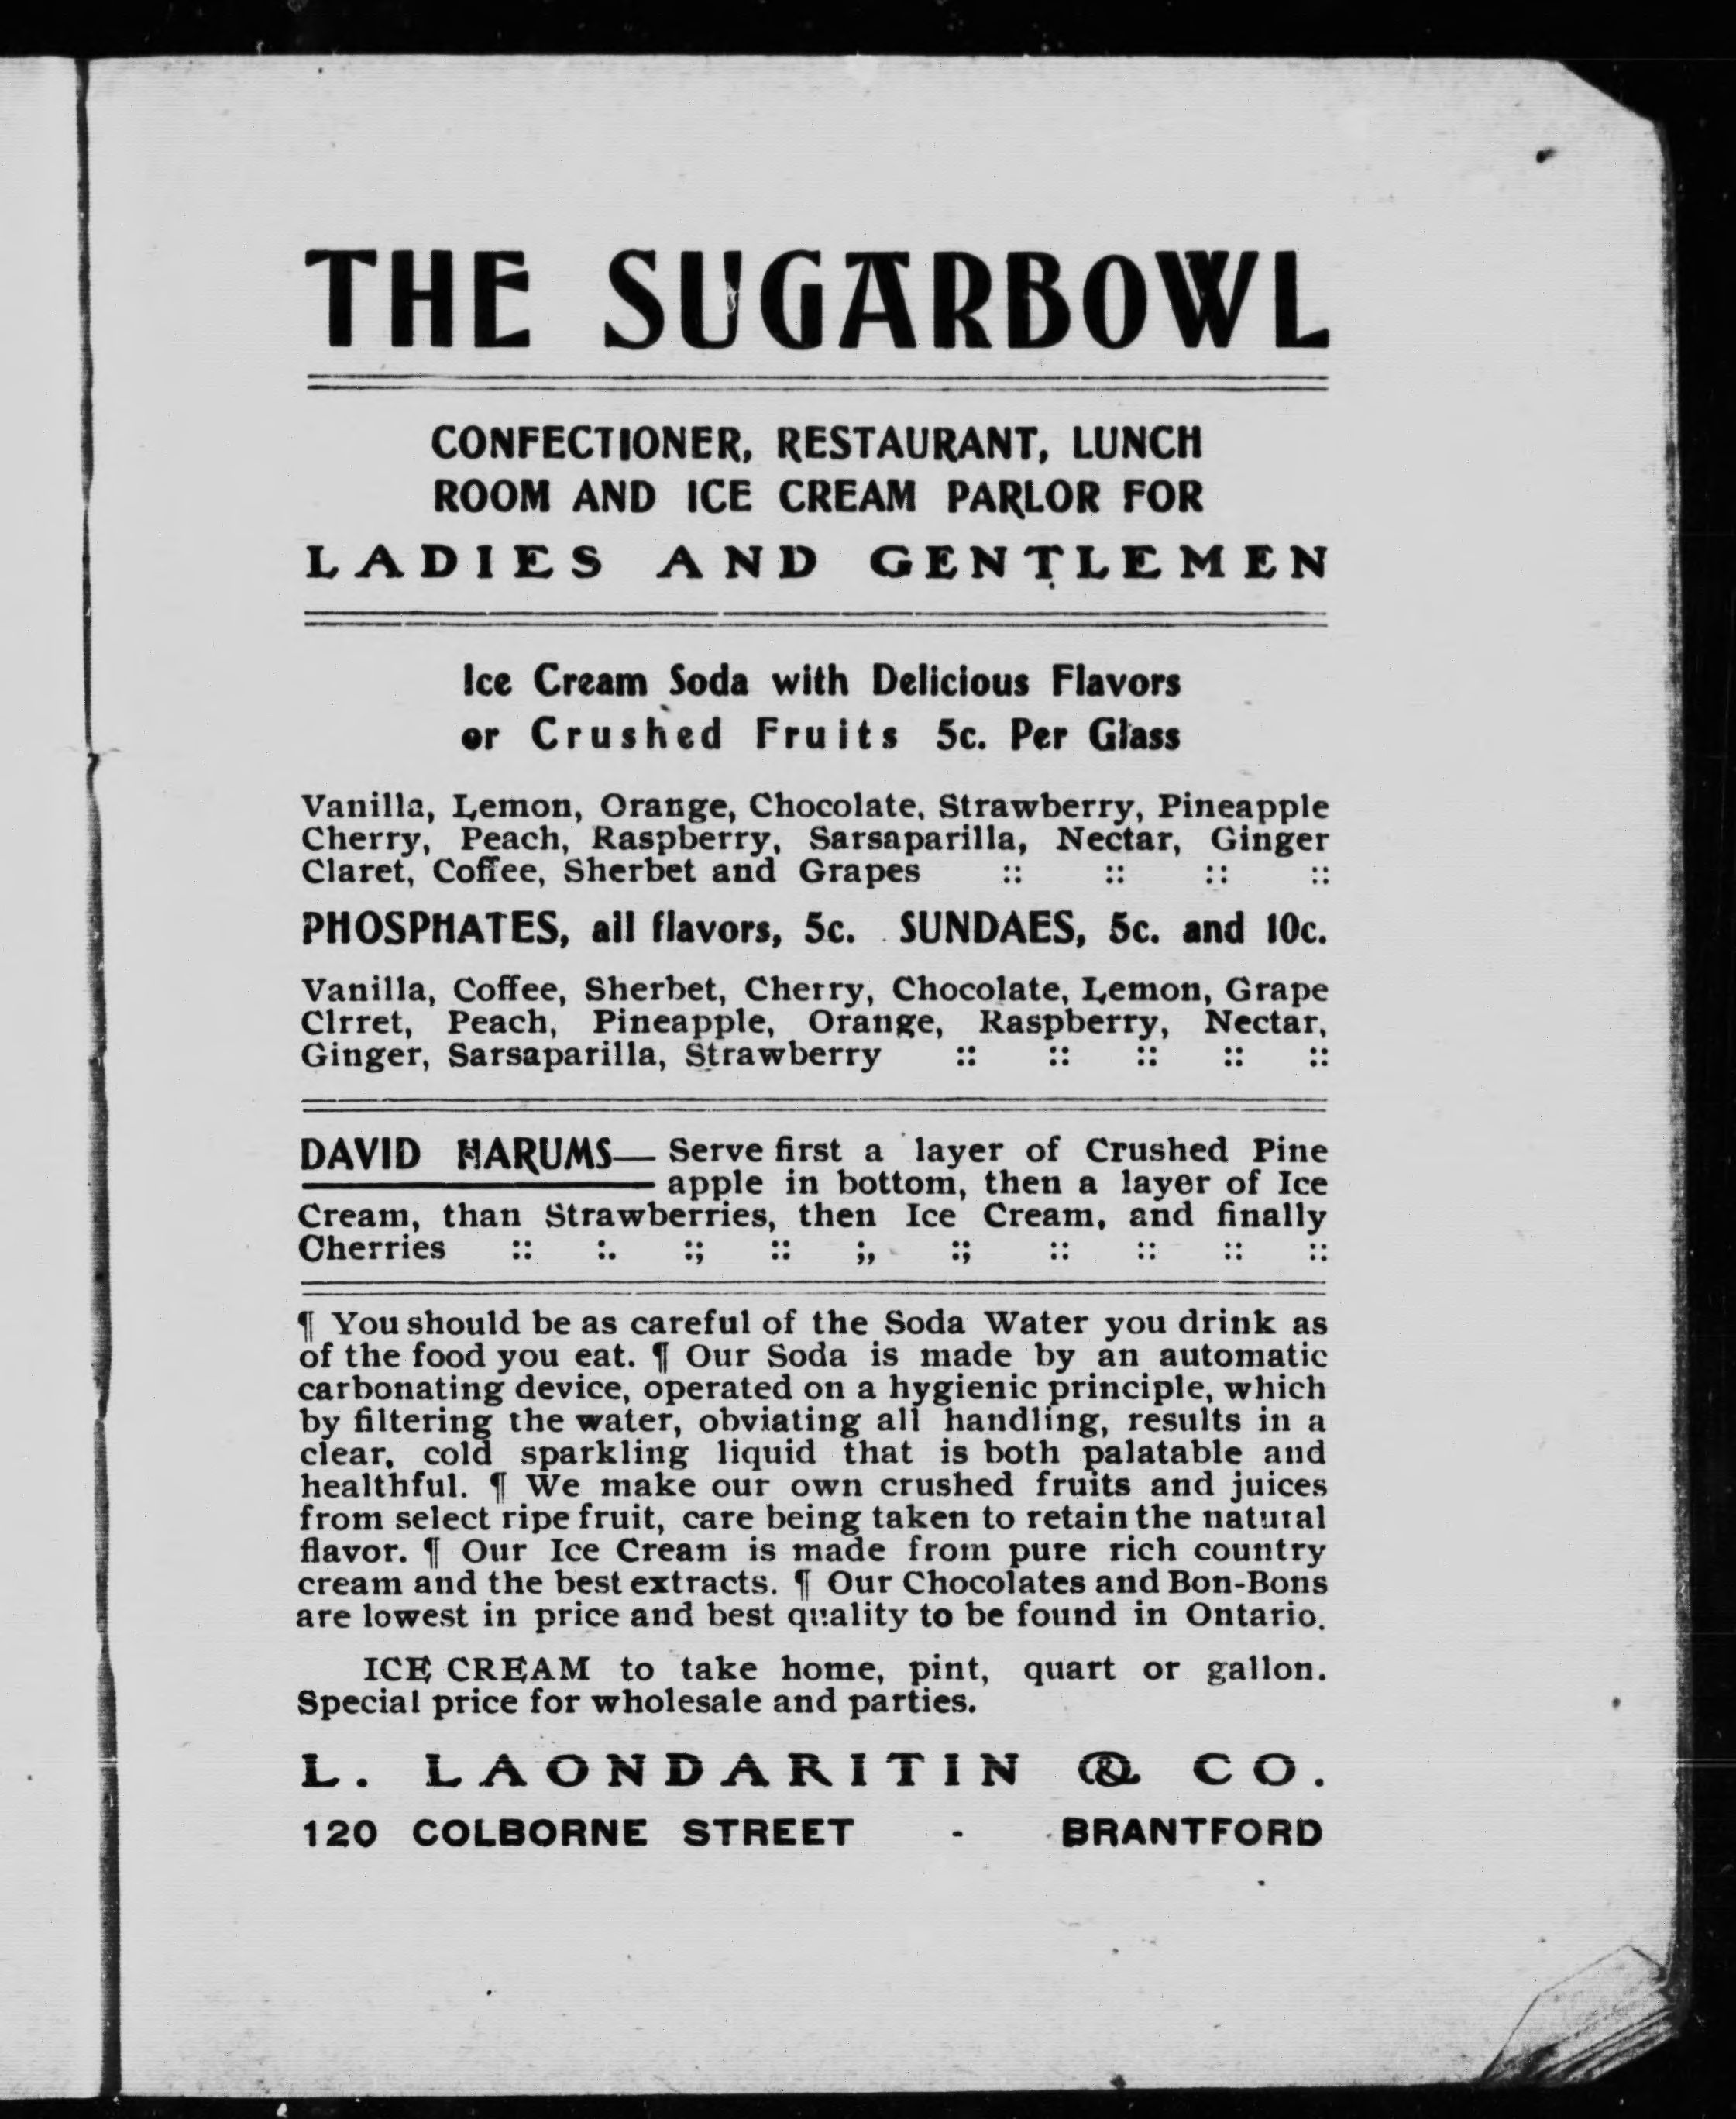 THE SUGARBOWL
CONFECTIONER, RESTAURANT, LUNCH
ROOM AND ICE CREAM PARLOR FOR
LADIES AND GENTLEMEN
Ice Cream Soda with Delicious Flavors
or Crushed Fruits 5c. Per Glass
Vanilla, Lemon, Orange, Chocolate, Strawberry, Pineapple
Cherry, Peach, Raspberry, Sarsaparilla, Nectar, Ginger
Claret, Coffee, Sherbet and Grapes :: :: :: ::
PHOSPHATES, all flavors, 5c. SUNDAES, 5c. and 10c.
Vanilla, Coffee, Sherbet, Cherry, Chocolate, Lemon, Grape
Clrret, Peach, Pineapple, Orange, Raspberry, Nectar,
Ginger, Sarsaparilla, Strawberry :: :: :: :: ::
DAVID HARUMS— Serve first a layer of Crushed Pine
apple in bottom, then a layer of Ice
Cream, than Strawberries, then Ice Cream, and finally
Cherries :: :. :; :: ;, :; :: :: :: ::
¶ You should be as careful of the Soda Water you drink as
of the food you eat. ¶ Our Soda is made by an automatic
carbonating device, operated on a hygienic principle, which
by filtering the water, obviating all handling, results in a
clear, cold sparkling liquid that is both palatable and
healthful. ¶ We make our own crushed fruits and juices
from select ripe fruit, care being taken to retain the natural
flavor. ¶ Our Ice Cream is made from pure rich country
cream and the best extracts. ¶ Our Chocolates and Bon-Bons
are lowest in price and best quality to be found in Ontario.
ICE CREAM to take home, pint, quart or gallon.
Special price for wholesale and parties.
L. LAONDARITIN & CO.
120 COLBORNE STREET - BRANTFORD